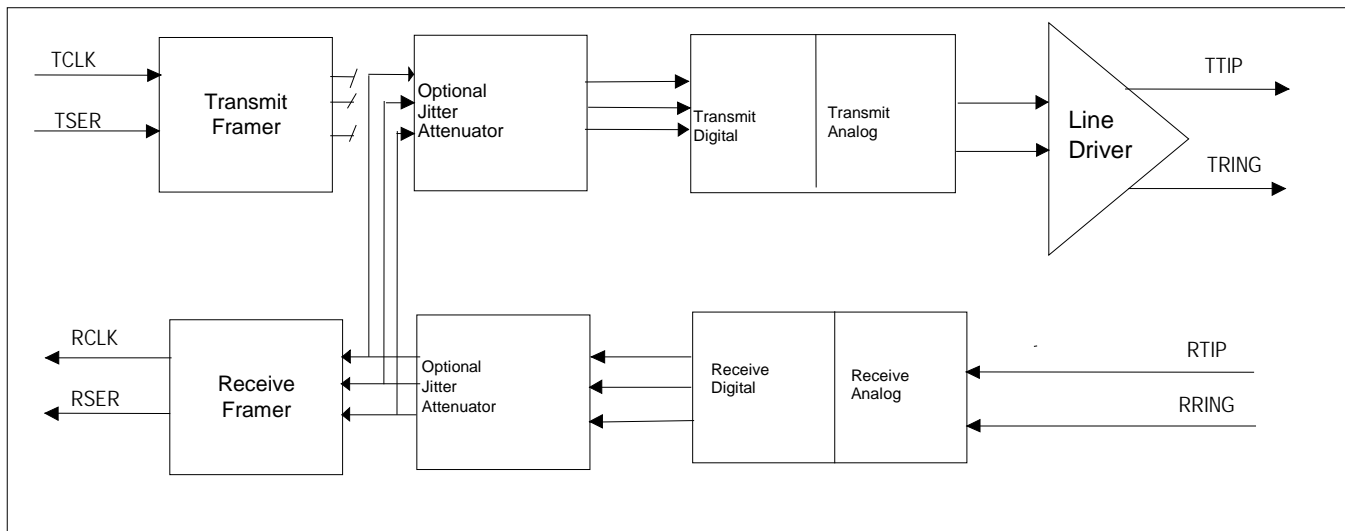 TCLK
TSER
Transmit
Framer
Optional
Jitter
Attenuator
Transmit
Digital
Transmit
Analog
Line
Driver
TTIP
TRING
RCLK
RSER
Receive
Framer
Optional
Jitter
Attenuator
Receive
Digital
Receive
Analog
RTIP
RRING